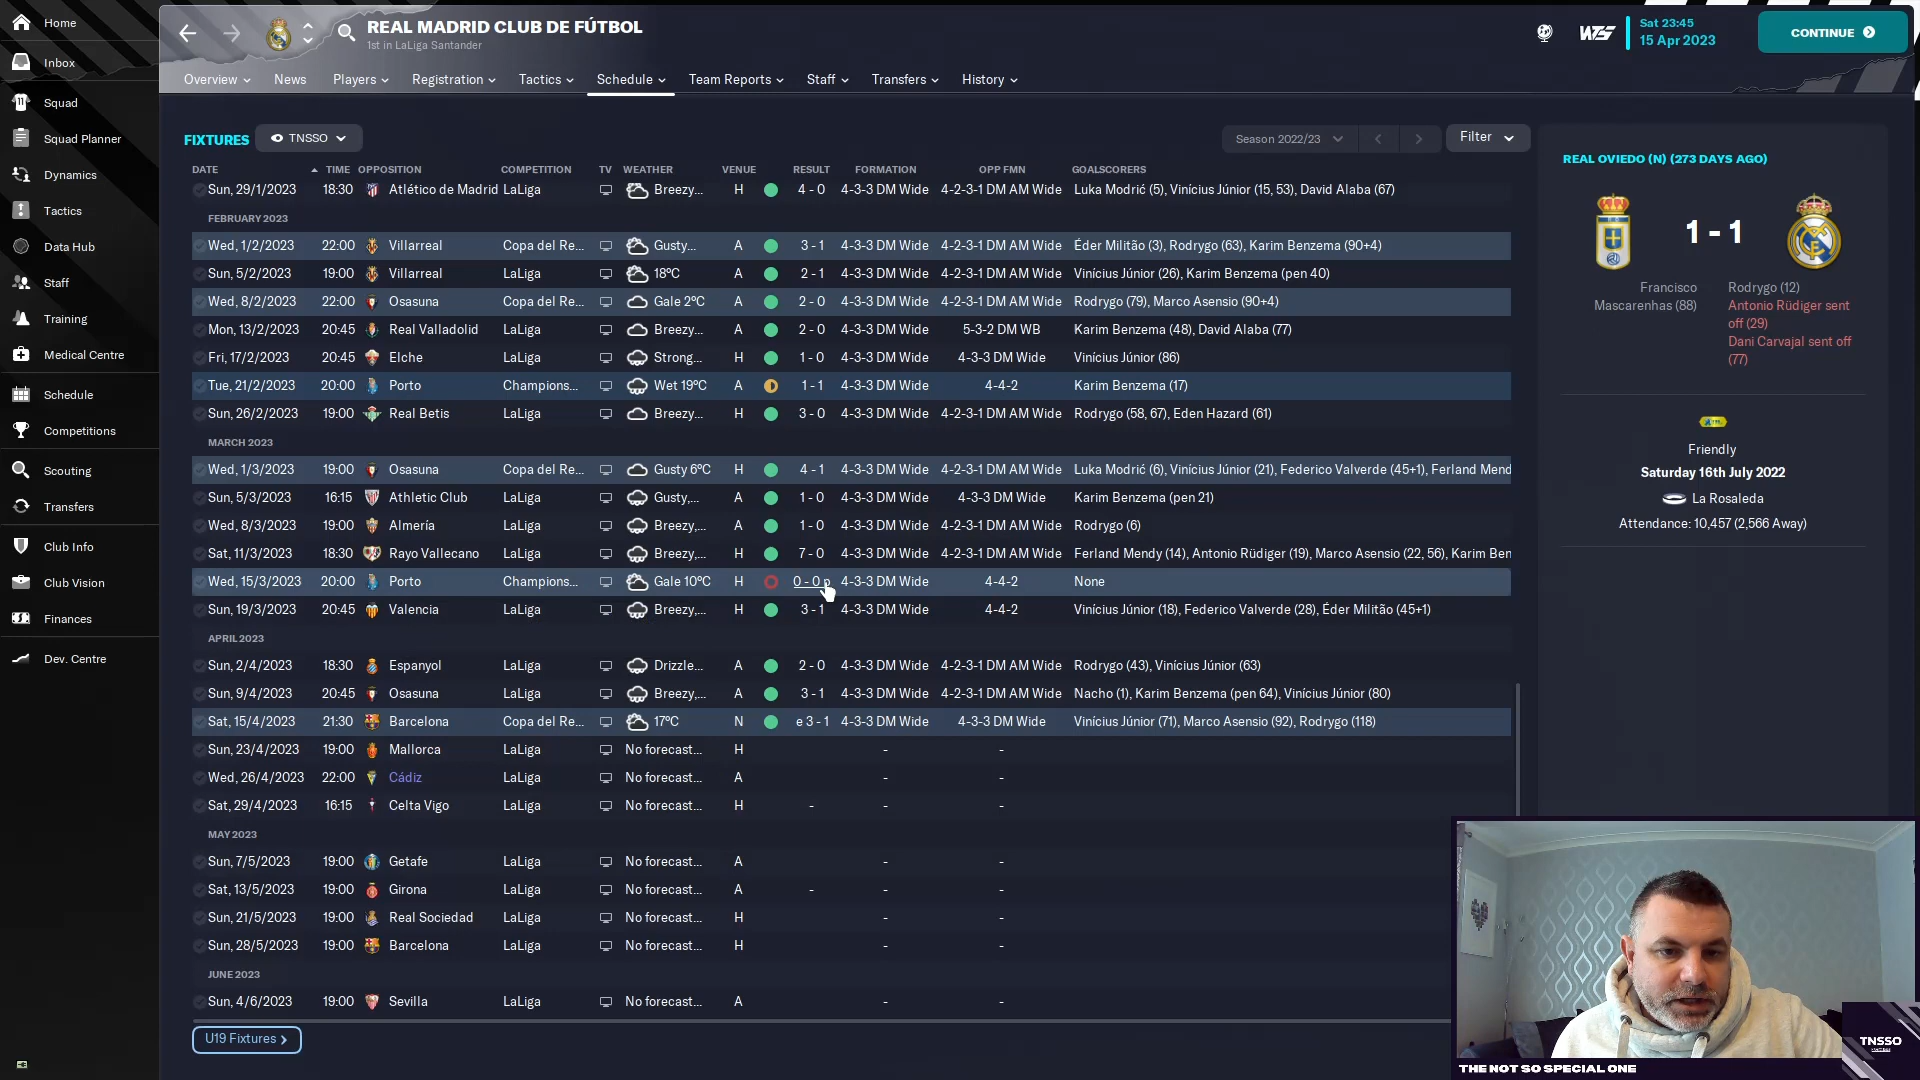 Home
Inbox
Squad
Squad Planner
Dynamics
Tactics
Data Hub
Staff
Training
Medical Centre
Schedule
Competitions
Scouting
Transfers
Club Info
Club Vision
Finances
Dev. Centre
REAL MADRID CLUB DE FÚTBOL
1st in LaLiga Santander
Sat 23:45
15 Apr 2023
CONTINUE
Overview News Players Registration Tactics Schedule Team Reports Staff Transfers History
FIXTURES TNSSO Season 2022/23 Filter
DATE TIME OPPOSITION COMPETITION TV WEATHER VENUE RESULT FORMATION OPP FMN GOALSCORERS
Sun, 29/1/2023 18:30 Atlético de Madrid LaLiga Breezy... H 4 - 0 4-3-3 DM Wide 4-2-3-1 DM AM Wide Luka Modrić (5), Vinícius Júnior (15, 53), David Alaba (67)
FEBRUARY 2023
Wed, 1/2/2023 22:00 Villarreal Copa del Re... Gusty... A 3 - 1 4-3-3 DM Wide 4-2-3-1 DM AM Wide Éder Militão (3), Rodrygo (63), Karim Benzema (90+4)
Sun, 5/2/2023 19:00 Villarreal LaLiga 18ºC A 2 - 1 4-3-3 DM Wide 4-2-3-1 DM AM Wide Vinícius Júnior (26), Karim Benzema (pen 40)
Wed, 8/2/2023 22:00 Osasuna Copa del Re... Gale 2ºC A 2 - 0 4-3-3 DM Wide 4-2-3-1 DM AM Wide Rodrygo (79), Marco Asensio (90+4)
Mon, 13/2/2023 20:45 Real Valladolid LaLiga Breezy... A 2 - 0 4-3-3 DM Wide 5-3-2 DM WB Karim Benzema (48), David Alaba (77)
Fri, 17/2/2023 20:45 Elche LaLiga Strong... H 1 - 0 4-3-3 DM Wide 4-3-3 DM Wide Vinícius Júnior (86)
Tue, 21/2/2023 20:00 Porto Champions... Wet 19ºC A 1 - 1 4-3-3 DM Wide 4-4-2 Karim Benzema (17)
Sun, 26/2/2023 19:00 Real Betis LaLiga Breezy... H 3 - 0 4-3-3 DM Wide 4-2-3-1 DM AM Wide Rodrygo (58, 67), Eden Hazard (61)
MARCH 2023
Wed, 1/3/2023 19:00 Osasuna Copa del Re... Gusty 6ºC H 4 - 1 4-3-3 DM Wide 4-2-3-1 DM AM Wide Luka Modrić (6), Vinícius Júnior (21), Federico Valverde (45+1), Ferland Mend
Sun, 5/3/2023 16:15 Athletic Club LaLiga Gusty,... A 1 - 0 4-3-3 DM Wide 4-3-3 DM Wide Karim Benzema (pen 21)
Wed, 8/3/2023 19:00 Almería LaLiga Breezy,... A 1 - 0 4-3-3 DM Wide 4-2-3-1 DM AM Wide Rodrygo (6)
Sat, 11/3/2023 18:30 Rayo Vallecano LaLiga Breezy,... H 7 - 0 4-3-3 DM Wide 4-2-3-1 DM AM Wide Ferland Mendy (14), Antonio Rüdiger (19), Marco Asensio (22, 56), Karim Ben
Wed, 15/3/2023 20:00 Porto Champions... Gale 10ºC H 0 - 0 p 4-3-3 DM Wide 4-4-2 None
Sun, 19/3/2023 20:45 Valencia LaLiga Breezy,... H 3 - 1 4-3-3 DM Wide 4-4-2 Vinícius Júnior (18), Federico Valverde (28), Éder Militão (45+1)
APRIL 2023
Sun, 2/4/2023 18:30 Espanyol LaLiga Drizzle... A 2 - 0 4-3-3 DM Wide 4-2-3-1 DM AM Wide Rodrygo (43), Vinícius Júnior (63)
Sun, 9/4/2023 20:45 Osasuna LaLiga Breezy,... A 3 - 1 4-3-3 DM Wide 4-2-3-1 DM AM Wide Nacho (1), Karim Benzema (pen 64), Vinícius Júnior (80)
Sat, 15/4/2023 21:30 Barcelona Copa del Re... 17ºC N e 3 - 1 4-3-3 DM Wide 4-3-3 DM Wide Vinícius Júnior (71), Marco Asensio (92), Rodrygo (118)
Sun, 23/4/2023 19:00 Mallorca LaLiga No forecast... H - -
Wed, 26/4/2023 22:00 Cádiz LaLiga No forecast... A - -
Sat, 29/4/2023 16:15 Celta Vigo LaLiga No forecast... H - - -
MAY 2023
Sun, 7/5/2023 19:00 Getafe LaLiga No forecast... A - -
Sat, 13/5/2023 19:00 Girona LaLiga No forecast... A - - -
Sun, 21/5/2023 19:00 Real Sociedad LaLiga No forecast... H - -
Sun, 28/5/2023 19:00 Barcelona LaLiga No forecast... H - -
JUNE 2023
Sun, 4/6/2023 19:00 Sevilla LaLiga No forecast... A - -
U19 Fixtures
REAL OVIEDO (N) (273 DAYS AGO)
1 - 1
Francisco
Mascarenhas (88)
Rodrygo (12)
Antonio Rüdiger sent
off (29)
Dani Carvajal sent off
(77)
Friendly
Saturday 16th July 2022
La Rosaleda
Attendance: 10,457 (2,566 Away)
TNSSO
THE NOT SO SPECIAL ONE